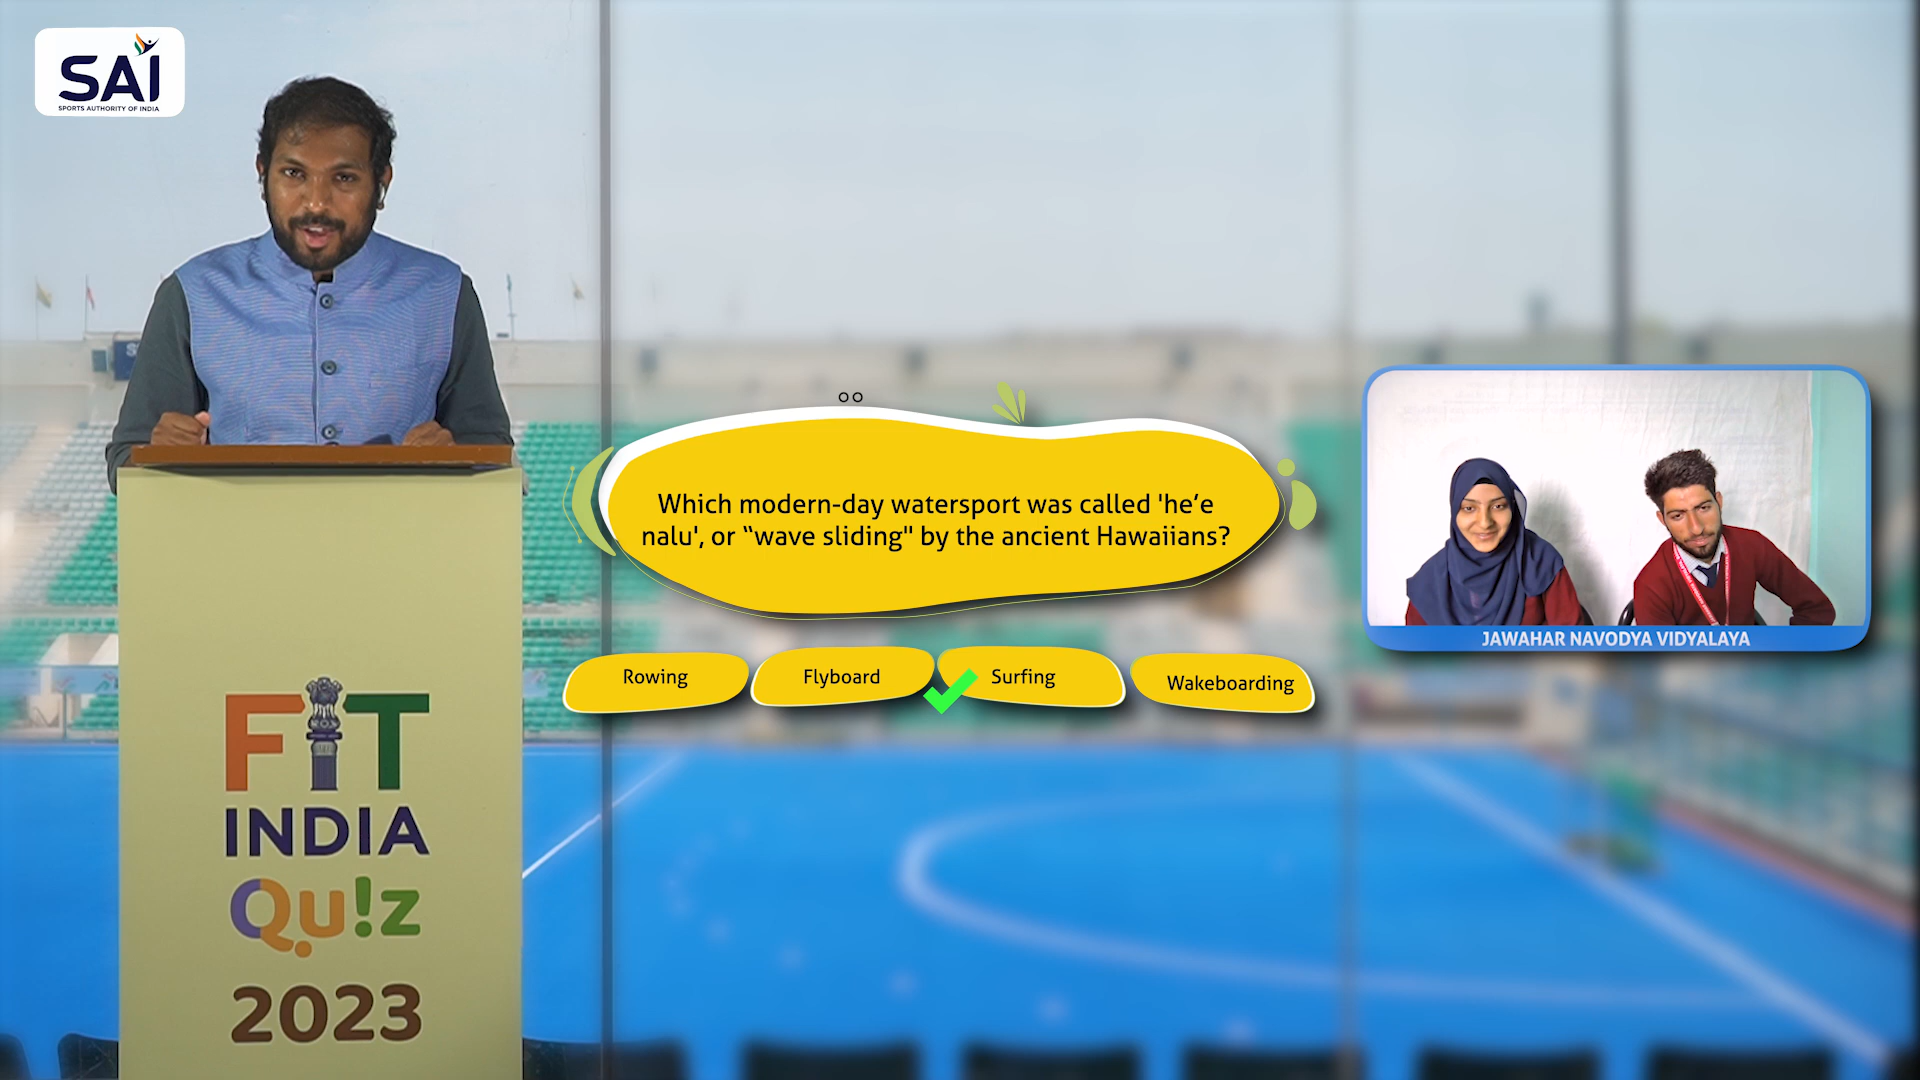 SAI
SPORTS AUTHORITY OF INDIA
Which modern-day watersport was called 'he‘e
nalu', or “wave sliding" by the ancient Hawaiians?
Rowing
Flyboard
Surfing
Wakeboarding
JAWAHAR NAVODYA VIDYALAYA
FIT
INDIA
Qu!z
2023